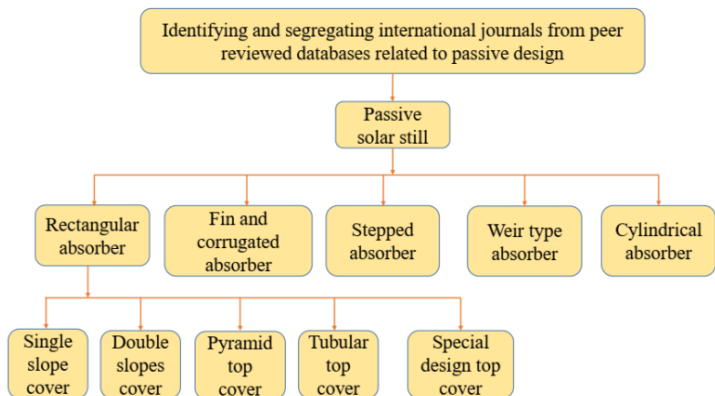 Identifying and segregating international journals from peer
reviewed databases related to passive design
Passive
solar still
Rectangular
absorber
Fin and
corrugated
absorber
Stepped
absorber
Weir type
absorber
Cylindrical
absorber
Single
slope
cover
Double
slopes
cover
Pyramid
top
cover
Tubular
top
cover
Special
design top
cover